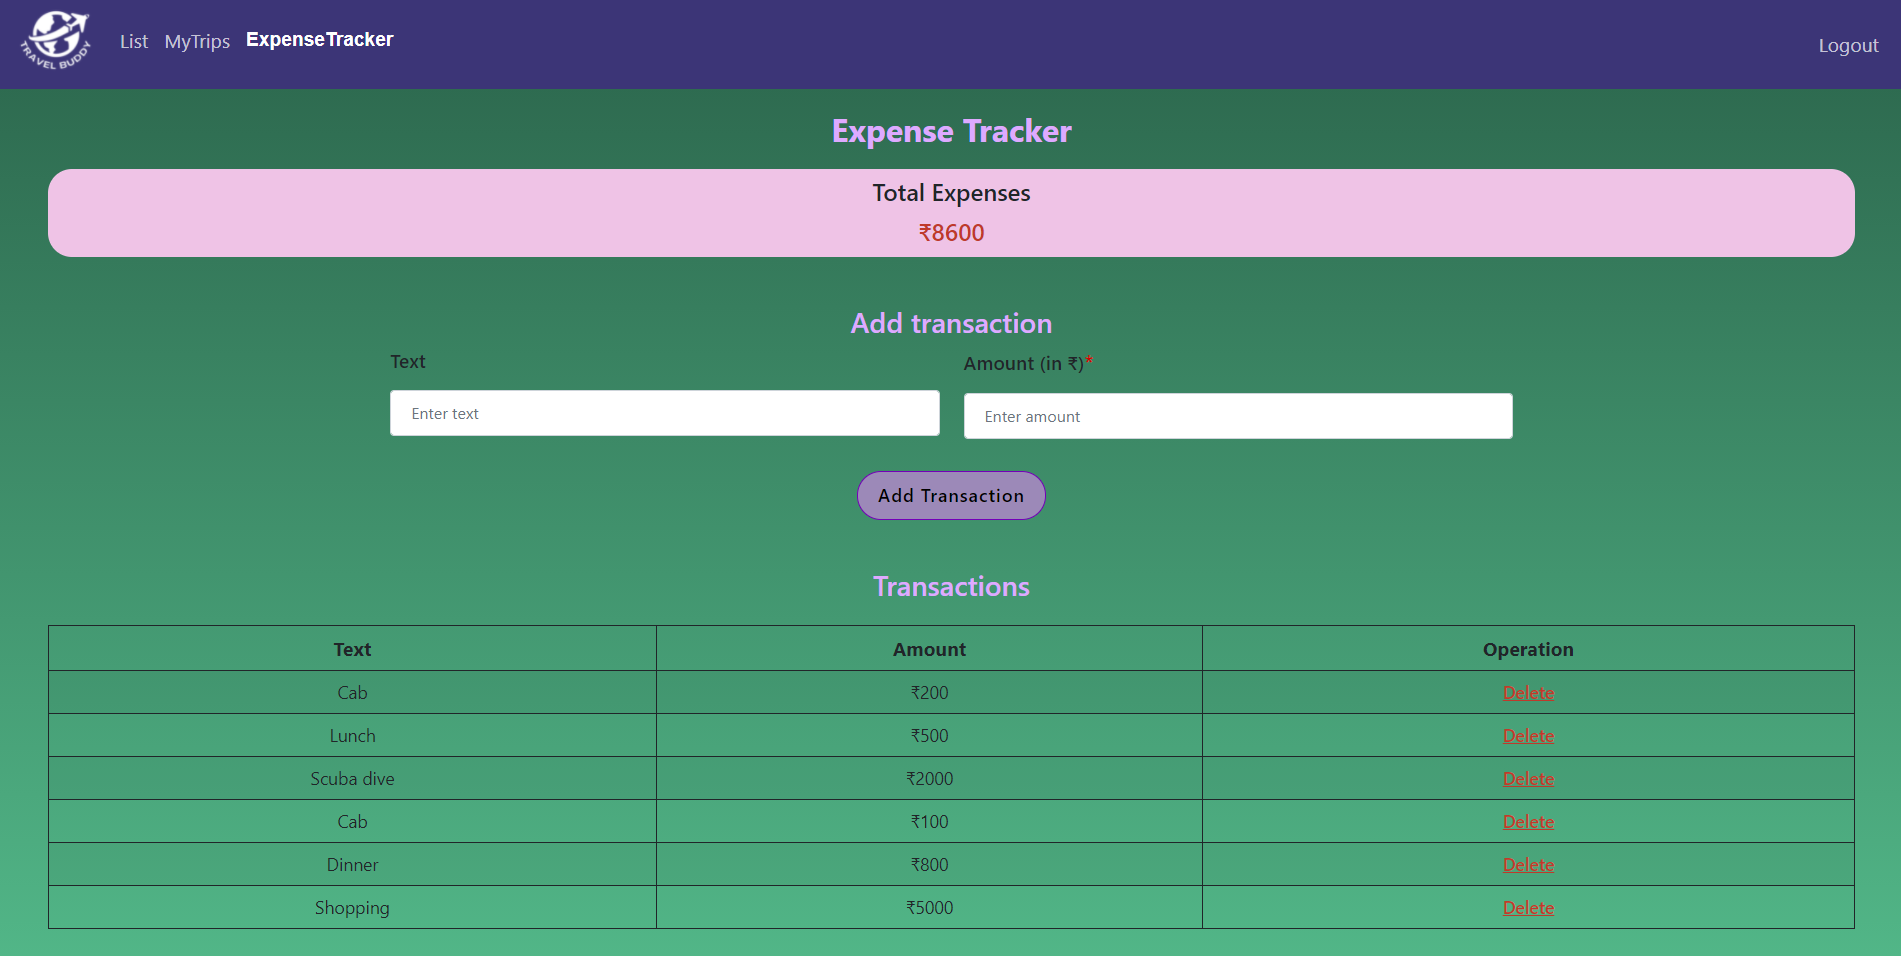 TRAVEL BUDDY
List MyTrips ExpenseTracker Logout
Expense Tracker
Total Expenses
₹8600
Add transaction
Text Amount (in ₹)*
Enter text Enter amount
Add Transaction
Transactions
Text Amount Operation
Cab ₹200 Delete
Lunch ₹500 Delete
Scuba dive ₹2000 Delete
Cab ₹100 Delete
Dinner ₹800 Delete
Shopping ₹5000 Delete